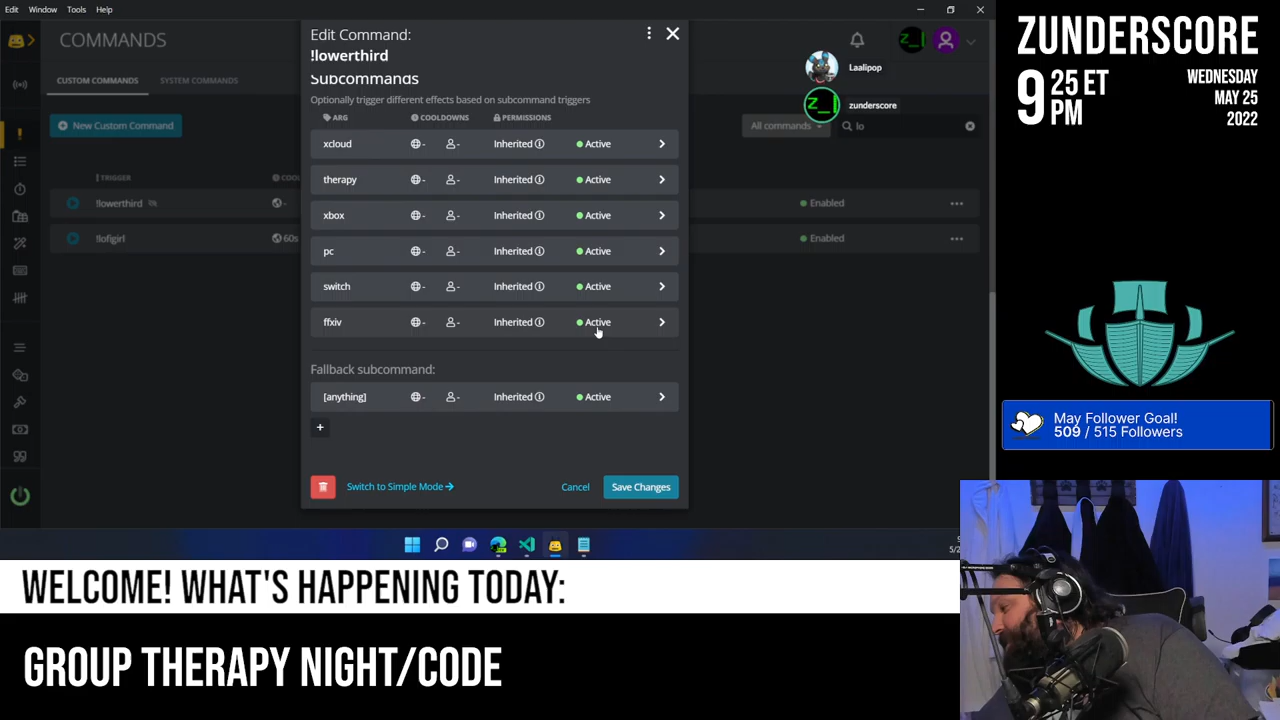 Edit Window Tools Help
COMMANDS
CUSTOM COMMANDS SYSTEM COMMANDS
New Custom Command
All commands
lo
TRIGGER
!lowerthird
-
Enabled
!lofigirl
60s
Enabled
Edit Command:
!lowerthird
Subcommands
Optionally trigger different effects based on subcommand triggers
ARG COOLDOWNS PERMISSIONS
xcloud - - Inherited Active
therapy - - Inherited Active
xbox - - Inherited Active
pc - - Inherited Active
switch - - Inherited Active
ffxiv - - Inherited Active
Fallback subcommand:
[anything] - - Inherited Active
+
Switch to Simple Mode
Cancel
Save Changes
Laalipop
z_|
zunderscore
ZUNDERSCORE
9 25 ET
PM
WEDNESDAY
MAY 25
2022
May Follower Goal!
509 / 515 Followers
WELCOME! WHAT'S HAPPENING TODAY:
GROUP THERAPY NIGHT/CODE